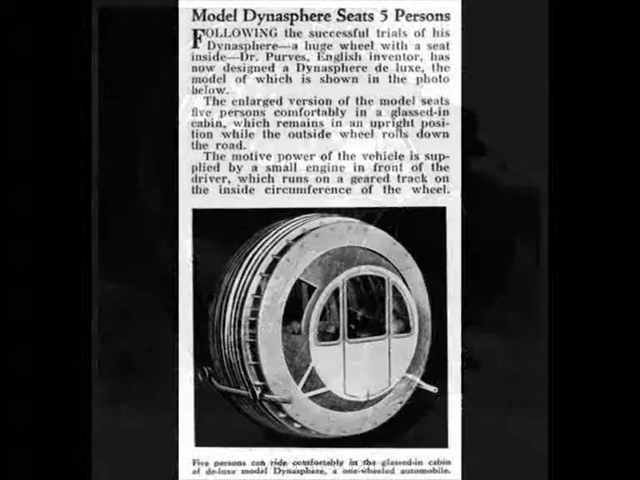 Model Dynasphere Seats 5 Persons
FOLLOWING the successful trials of his
Dynasphere—a huge wheel with a seat
inside—Dr. Purves, English inventor, has
now designed a Dynasphere de luxe, the
model of which is shown in the photo
below.
The enlarged version of the model seats
five persons comfortably in a glassed-in
cabin, which remains in an upright posi-
tion while the outside wheel rolls down
the road.
The motive power of the vehicle is sup-
plied by a small engine in front of the
driver, which runs on a geared track on
the inside circumference of the wheel.
Five persons can ride comfortably in the glassed-in cabin
of de-luxe model Dynasphere, a one-wheeled automobile.